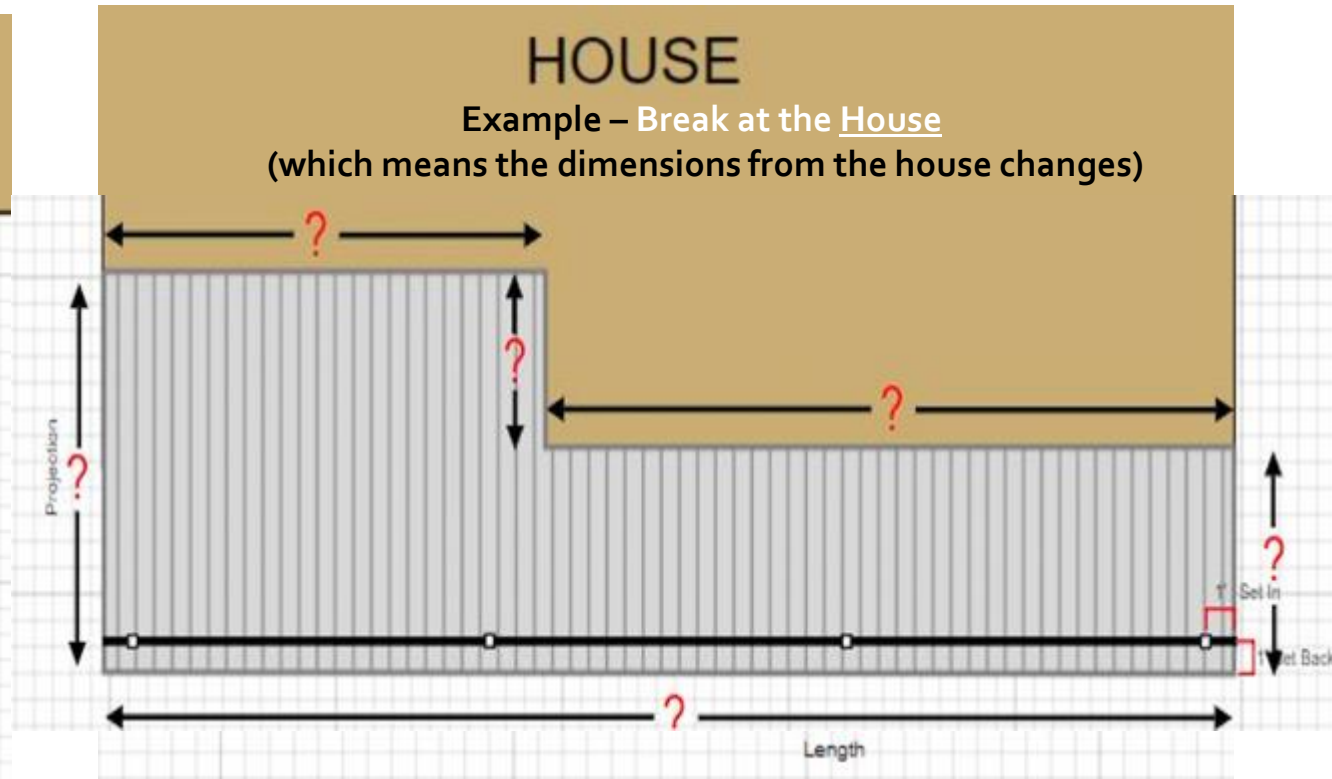 HOUSE
Example – Break at the House
(which means the dimensions from the house changes)
?
?
?
Projection
?
?
1' Set In
?
Length